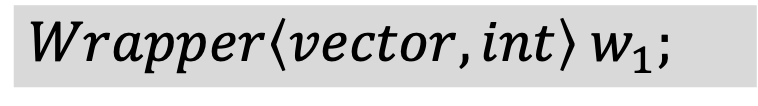 Wrapper⟨vector, int⟩ w₁;